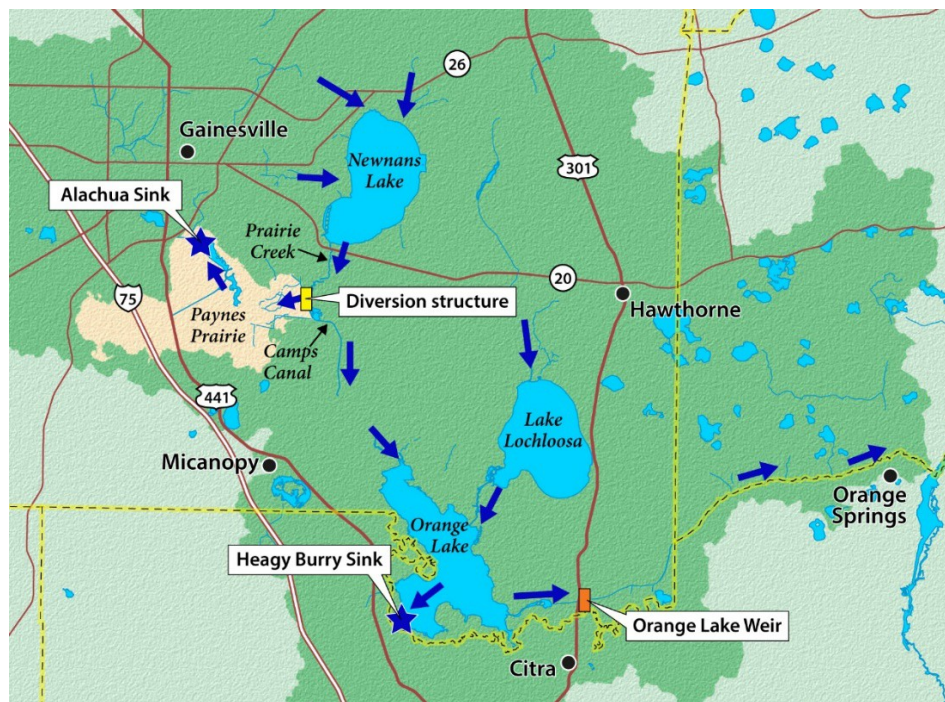 26
Gainesville
Newnans
Lake
301
Alachua Sink
Prairie
Creek
20
75
Diversion structure
Hawthorne
Paynes
Prairie
Camps
Canal
441
Lake
Lochloosa
Micanopy
Orange
Springs
Orange
Lake
Heagy Burry Sink
Orange Lake Weir
Citra